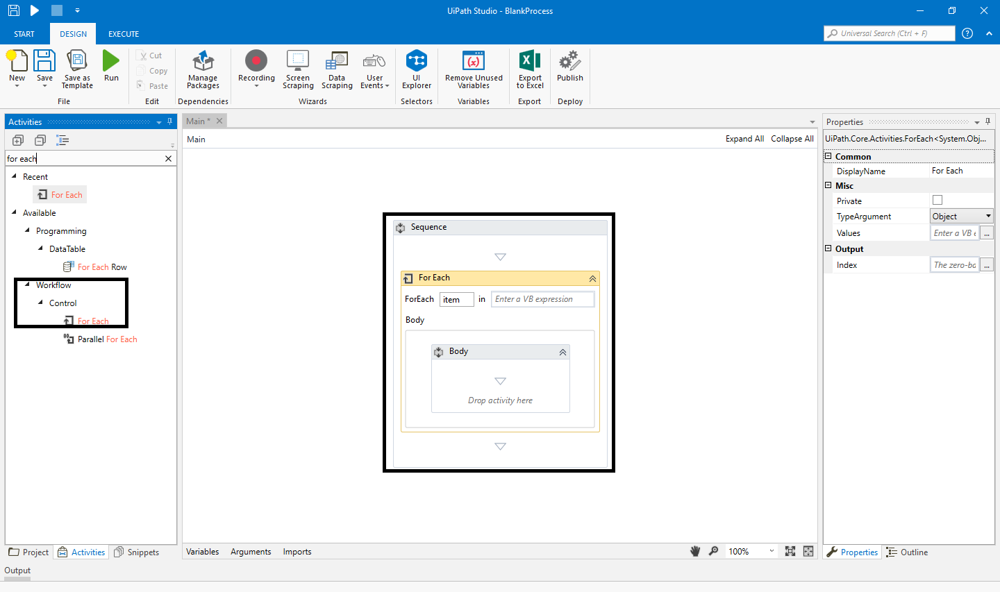 UiPath Studio - BlankProcess
START DESIGN EXECUTE
Universal Search (Ctrl + F)
New
Save
Save as
Template
Run
Cut
Copy
Paste
Manage
Packages
Recording
Screen
Scraping
Data
Scraping
User
Events
UI
Explorer
Remove Unused
Variables
Export
to Excel
Publish
File Edit Dependencies Wizards Selectors Variables Export Deploy
Activities
for each
Recent
For Each
Available
Programming
DataTable
For Each Row
Workflow
Control
For Each
Parallel For Each
Project Activities Snippets
Main *
Main Expand All Collapse All
Sequence
For Each
ForEach item in Enter a VB expression
Body
Body
Drop activity here
Variables Arguments Imports 100%
Properties
UiPath.Core.Activities.ForEach<System.Obj...
Common
DisplayName For Each
Misc
Private
TypeArgument Object
Values Enter a VB e ...
Output
Index The zero-ba ...
Properties Outline
Output